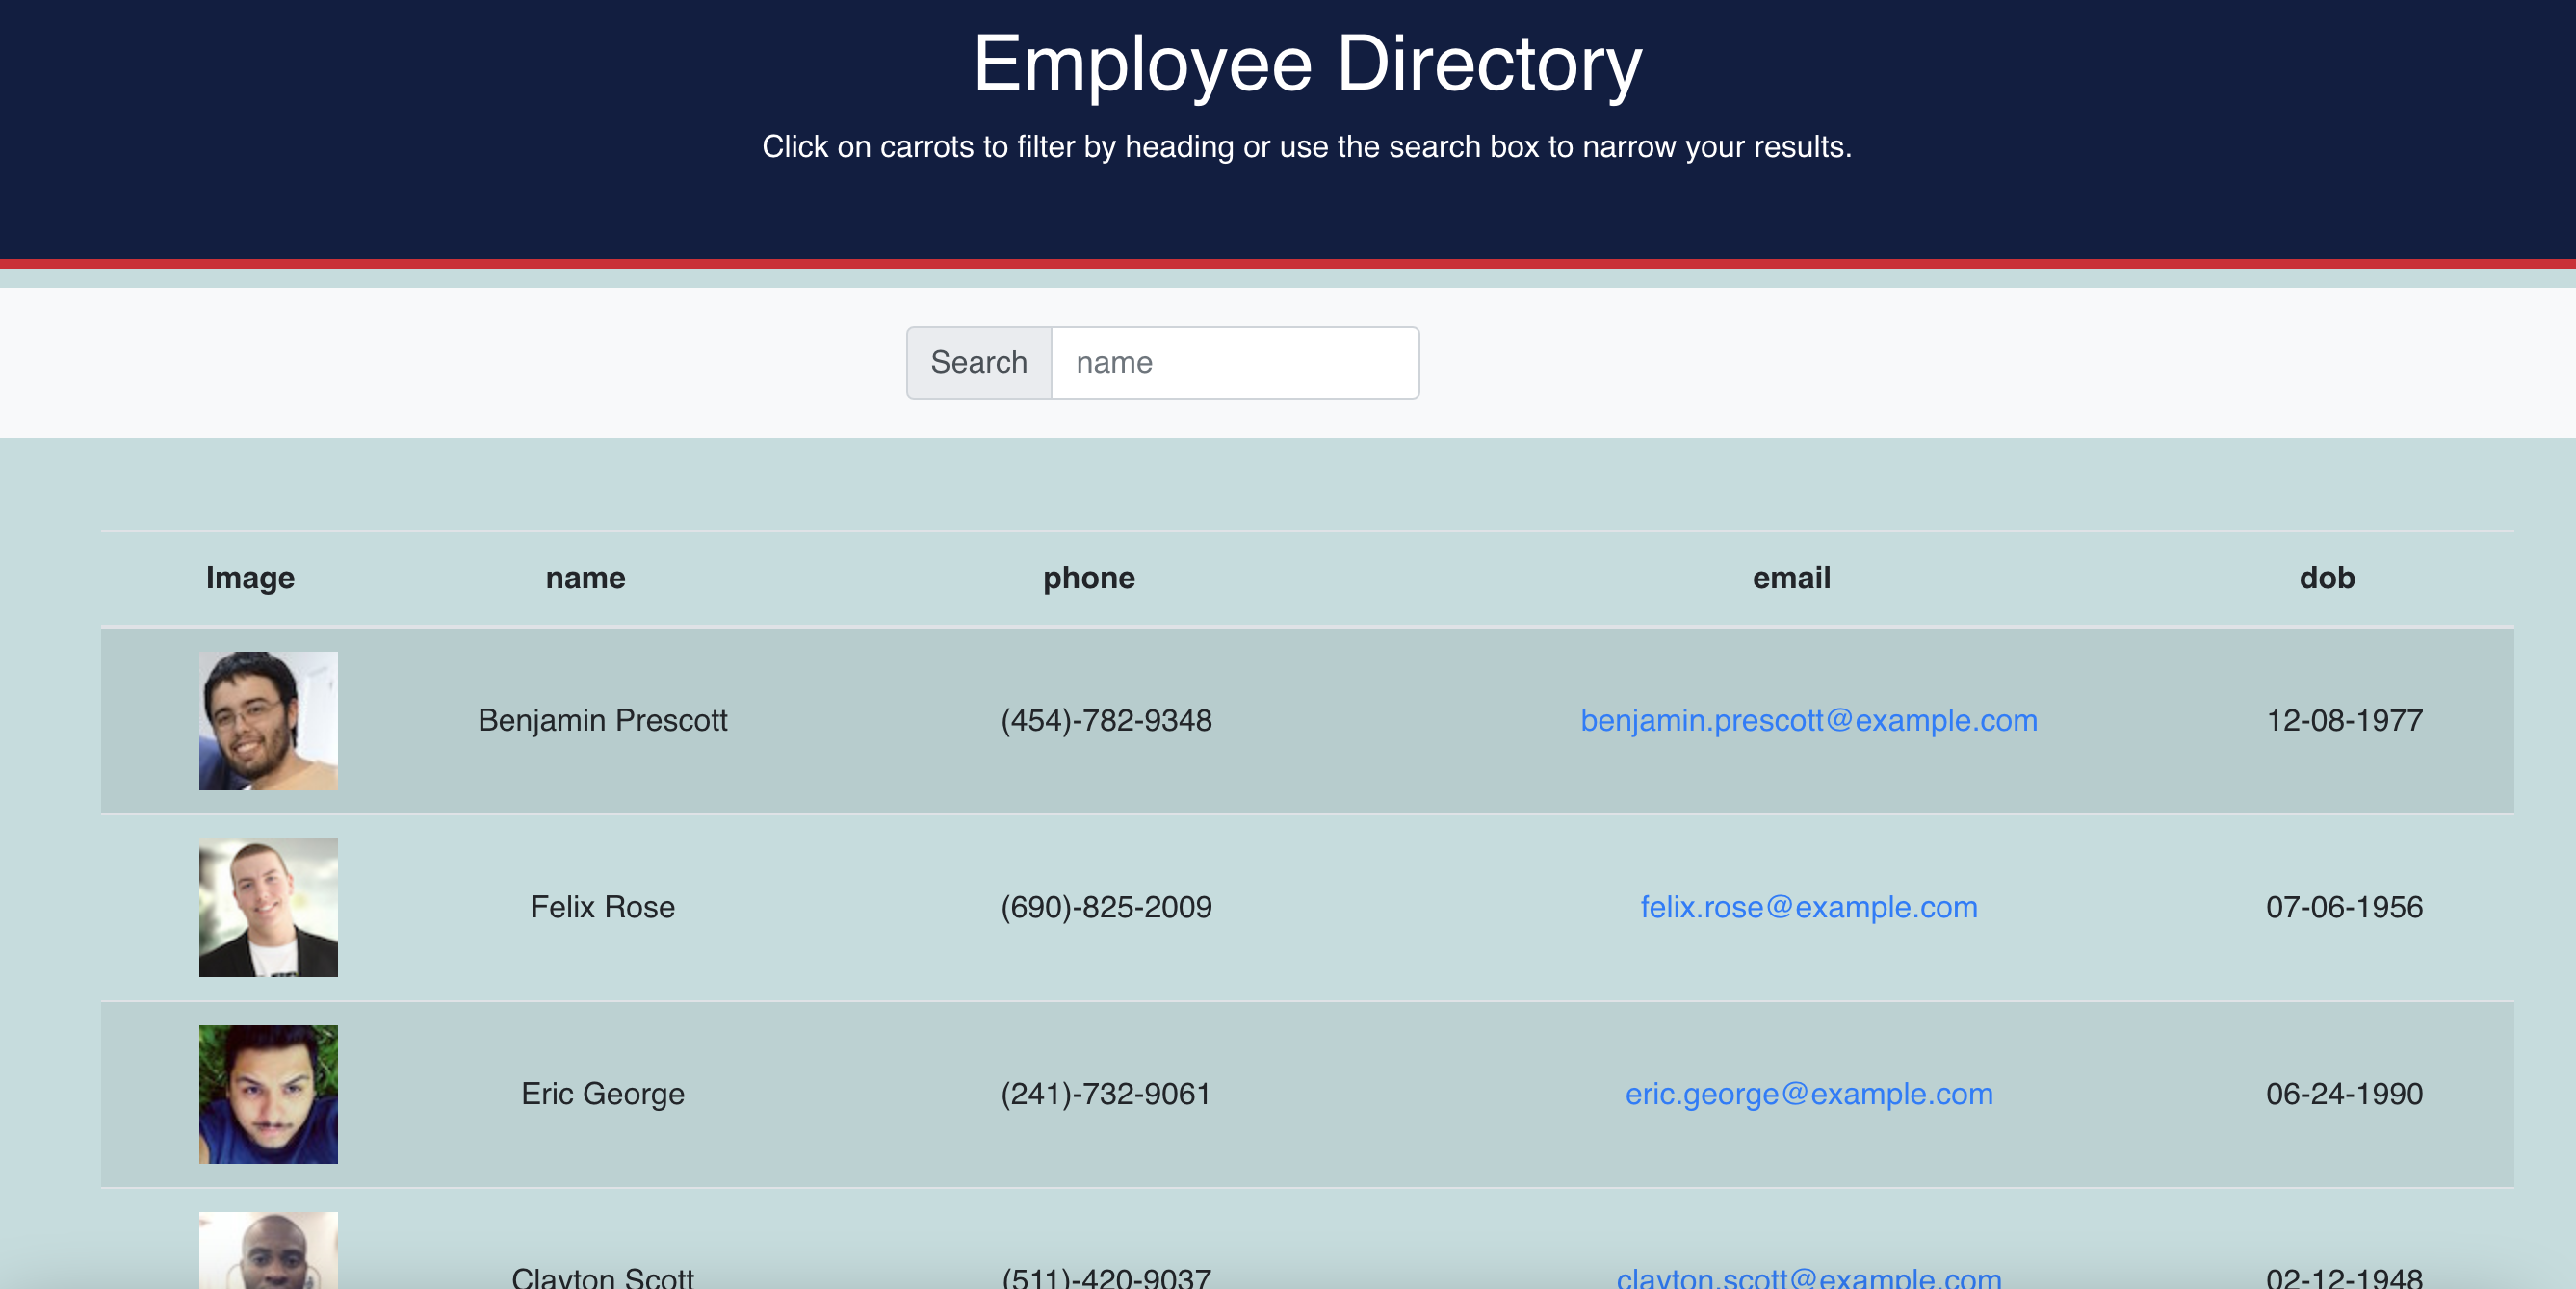 Employee Directory
Click on carrots to filter by heading or use the search box to narrow your results.
Search name
Image name phone email dob
Benjamin Prescott (454)-782-9348 benjamin.prescott@example.com 12-08-1977
Felix Rose (690)-825-2009 felix.rose@example.com 07-06-1956
Eric George (241)-732-9061 eric.george@example.com 06-24-1990
Clayton Scott (511)-420-9037 clayton.scott@example.com 02-12-1948